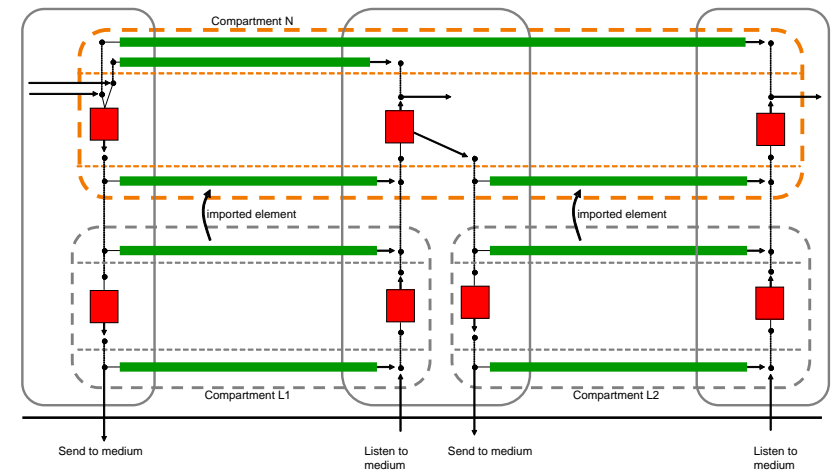 Compartment N
imported element
imported element
Compartment L1
Compartment L2
Send to medium
Listen to
medium
Send to medium
Listen to
medium